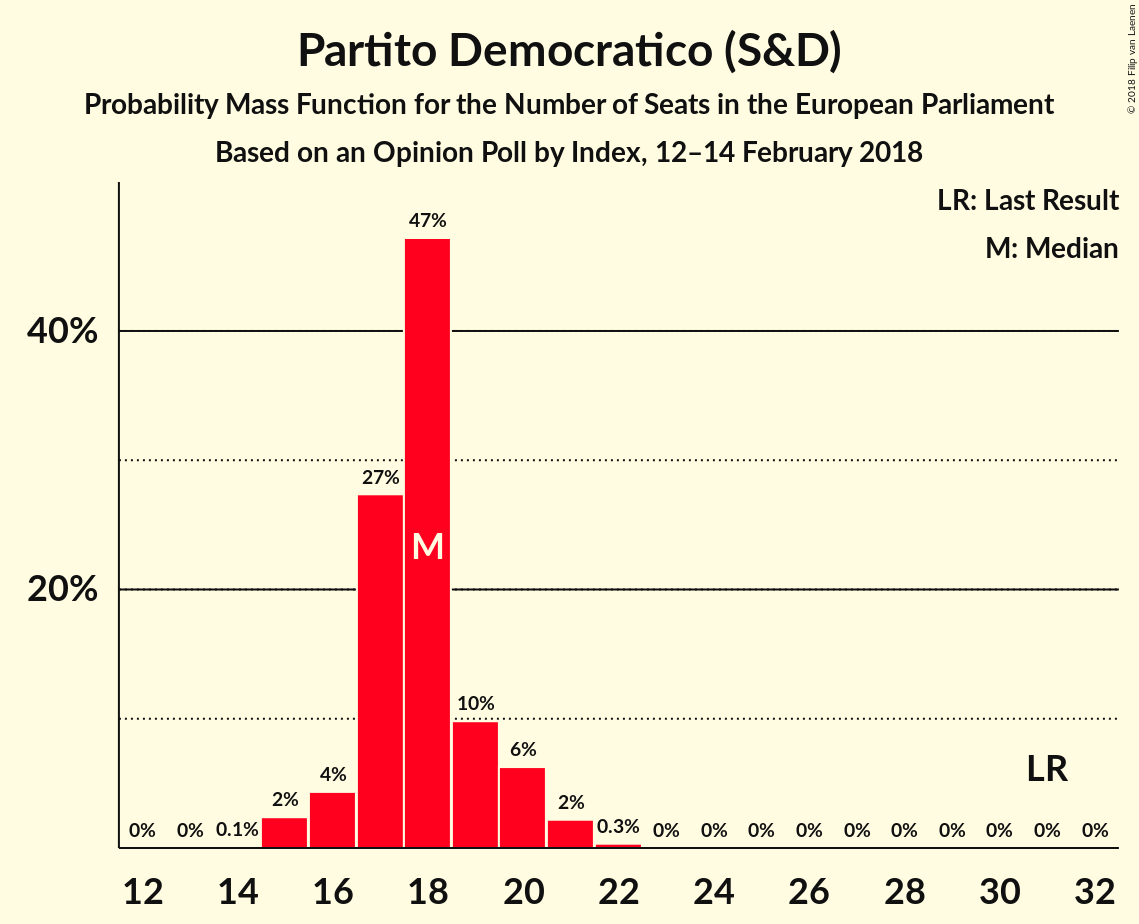 Partito Democratico (S&D)
Probability Mass Function for the Number of Seats in the European Parliament
Based on an Opinion Poll by Index, 12–14 February 2018
© 2018 Filip van Laenen
LR: Last Result
M: Median
40%
20%
0% 0% 0.1% 2% 4% 27% 47% 10% 6% 2% 0.3% 0% 0% 0% 0% 0% 0% 0% 0% 0% 0%
M
LR
12 14 16 18 20 22 24 26 28 30 32